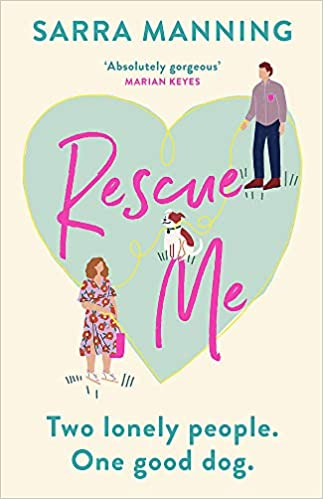 SARRA MANNING
‘Absolutely gorgeous’
MARIAN KEYES
Rescue
Me
Two lonely people.
One good dog.